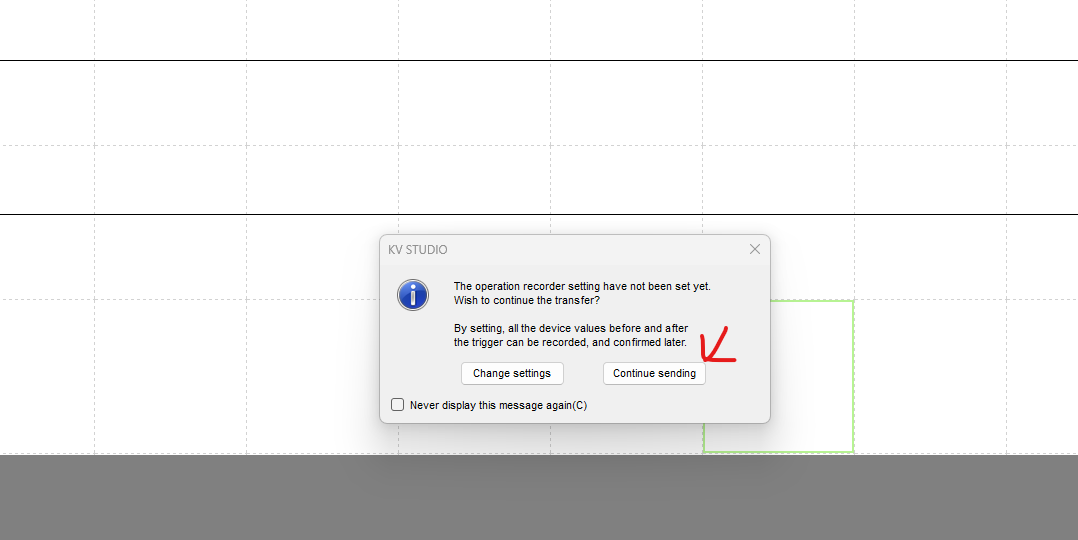 KV STUDIO
The operation recorder setting have not been set yet.
Wish to continue the transfer?
By setting, all the device values before and after
the trigger can be recorded, and confirmed later.
Change settings
Continue sending
Never display this message again(C)